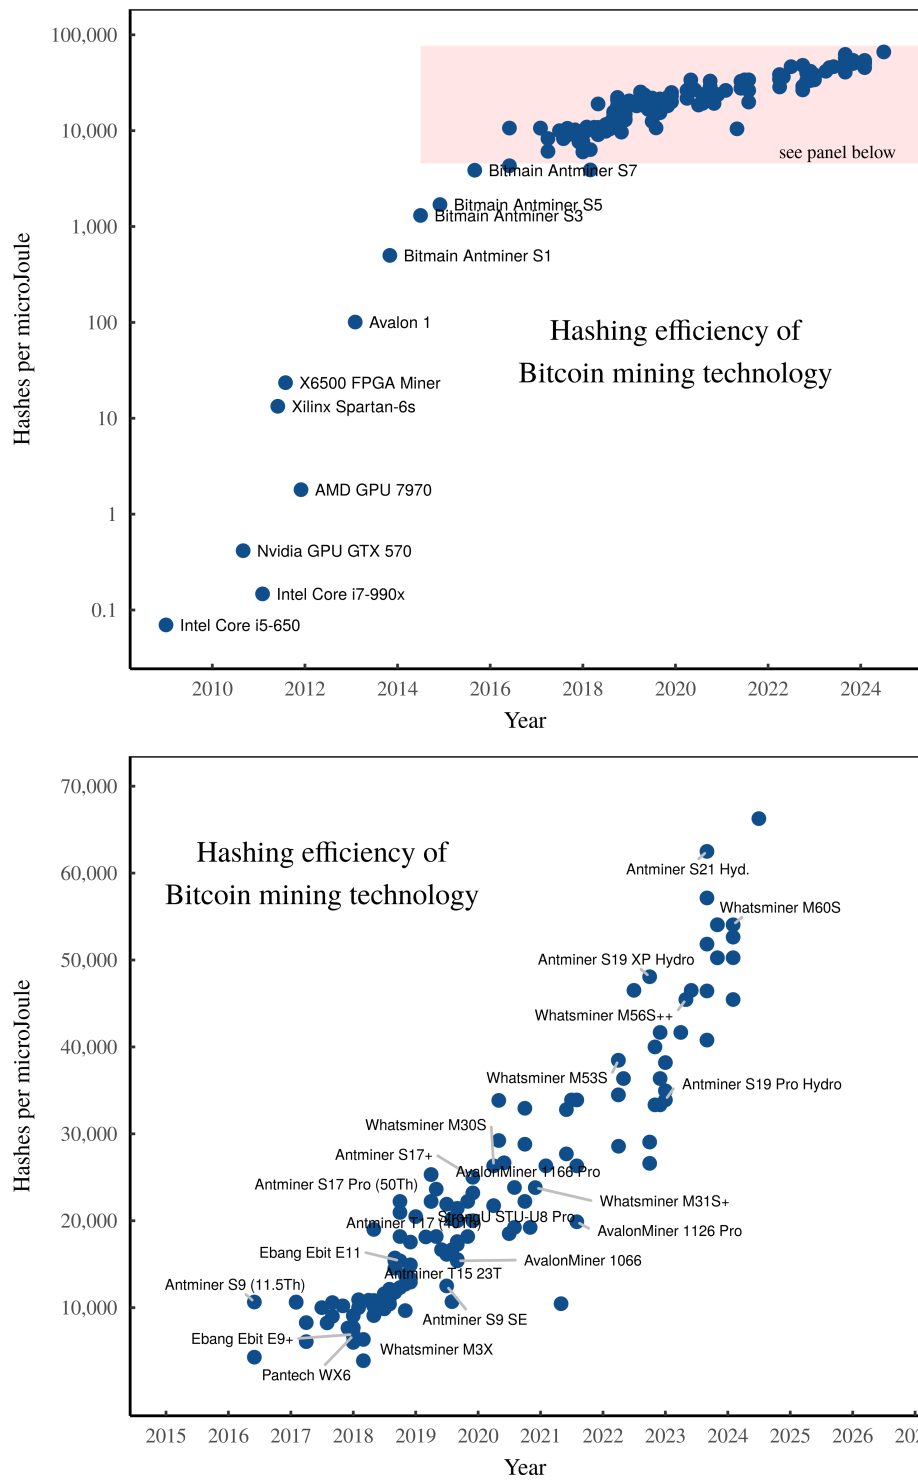 100,000
10,000
1,000
100
10
1
0.1
Hashes per microJoule
see panel below
Bitmain Antminer S7
Bitmain Antminer S5
Bitmain Antminer S3
Bitmain Antminer S1
Avalon 1
Hashing efficiency of
Bitcoin mining technology
X6500 FPGA Miner
Xilinx Spartan-6s
AMD GPU 7970
Nvidia GPU GTX 570
Intel Core i7-990x
Intel Core i5-650
2010 2012 2014 2016 2018 2020 2022 2024
Year
70,000
60,000
50,000
40,000
30,000
20,000
10,000
Hashes per microJoule
Hashing efficiency of
Bitcoin mining technology
Antminer S21 Hyd.
Whatsminer M60S
Antminer S19 XP Hydro
Whatsminer M56S++
Whatsminer M53S
Antminer S19 Pro Hydro
Whatsminer M30S
Antminer S17+
AvalonMiner 1166 Pro
Antminer S17 Pro (50Th)
Whatsminer M31S+
StrongU STU-U8 Pro
Antminer T17 (40Th)
AvalonMiner 1126 Pro
Ebang Ebit E11
AvalonMiner 1066
Antminer T15 23T
Antminer S9 (11.5Th)
Antminer S9 SE
Ebang Ebit E9+
Whatsminer M3X
Pantech WX6
2015 2016 2017 2018 2019 2020 2021 2022 2023 2024 2025 2026
Year